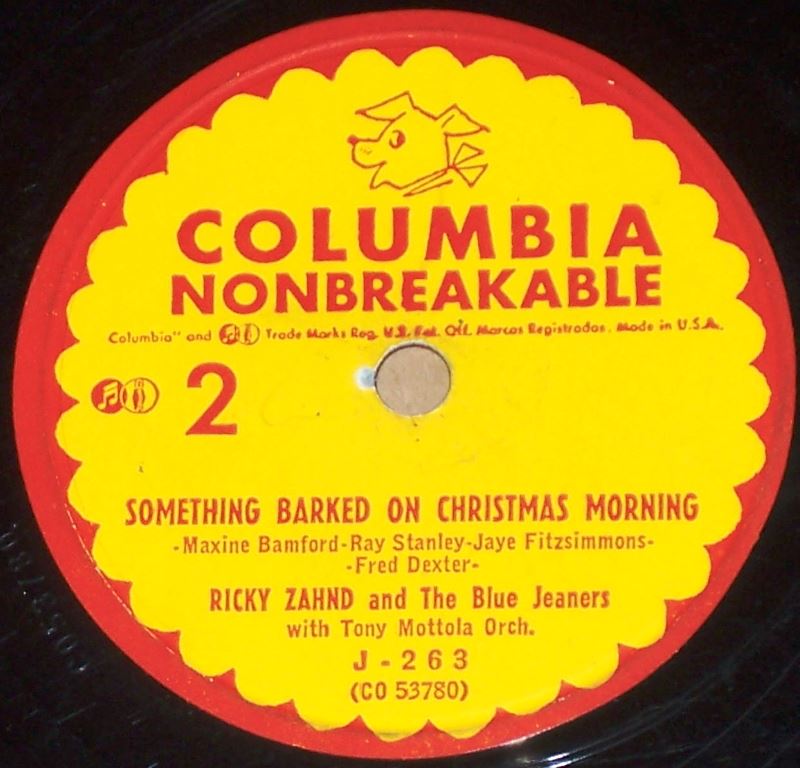 COLUMBIA
NONBREAKABLE
Columbia" and Trade Marks Reg. U.S. Pat. Off. Marcas Registradas. Made in U.S.A.
2
SOMETHING BARKED ON CHRISTMAS MORNING
-Maxine Bamford-Ray Stanley-Jaye Fitzsimmons-
-Fred Dexter-
RICKY ZAHND and The Blue Jeaners
with Tony Mottola Orch.
J-263
(CO 53780)